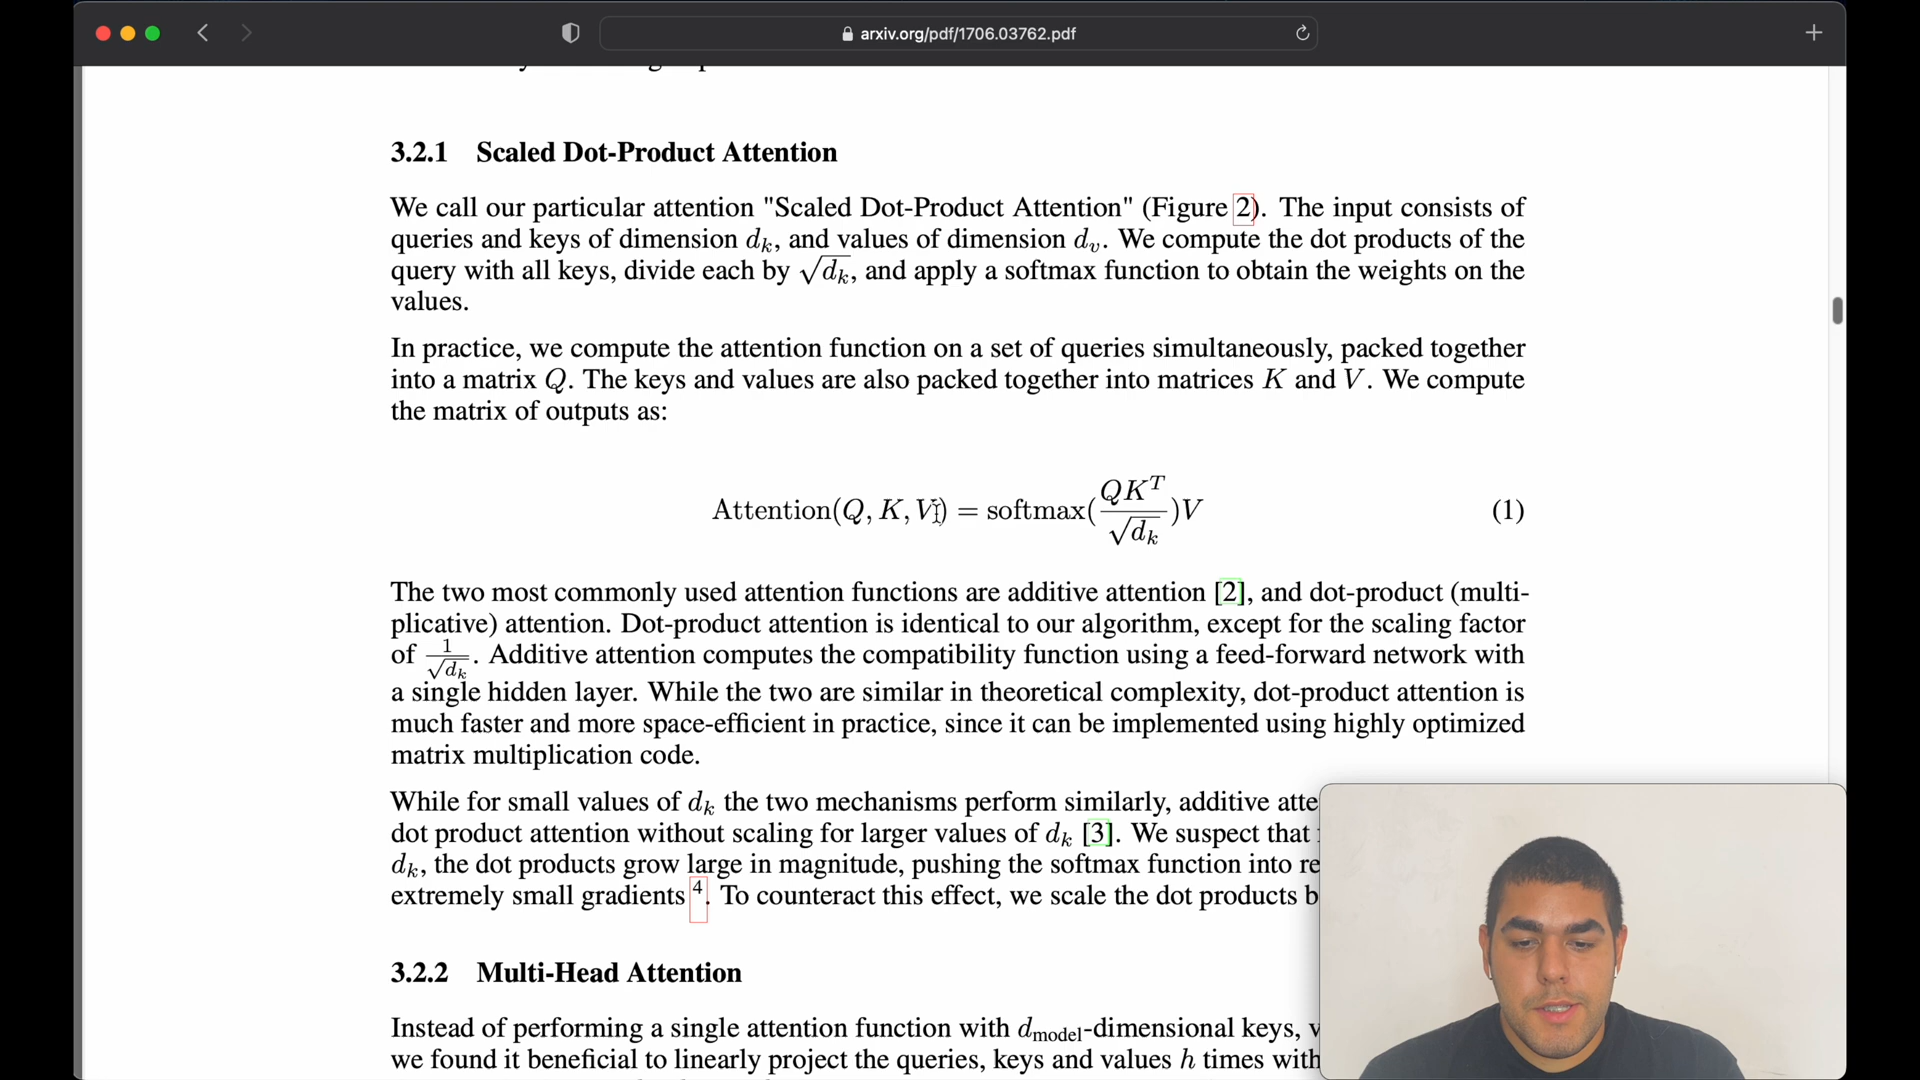 arxiv.org/pdf/1706.03762.pdf
3.2.1 Scaled Dot-Product Attention
We call our particular attention "Scaled Dot-Product Attention" (Figure 2). The input consists of
queries and keys of dimension dₖ, and values of dimension dᵥ. We compute the dot products of the
query with all keys, divide each by √dₖ, and apply a softmax function to obtain the weights on the
values.
In practice, we compute the attention function on a set of queries simultaneously, packed together
into a matrix Q. The keys and values are also packed together into matrices K and V. We compute
the matrix of outputs as:
Attention(Q, K, V) = softmax(QKᵀ/√dₖ)V (1)
The two most commonly used attention functions are additive attention [2], and dot-product (multi-
plicative) attention. Dot-product attention is identical to our algorithm, except for the scaling factor
of 1/√dₖ. Additive attention computes the compatibility function using a feed-forward network with
a single hidden layer. While the two are similar in theoretical complexity, dot-product attention is
much faster and more space-efficient in practice, since it can be implemented using highly optimized
matrix multiplication code.
While for small values of dₖ the two mechanisms perform similarly, additive
dot product attention without scaling for larger values of dₖ [3]. We suspect that
dₖ, the dot products grow large in magnitude, pushing the softmax function into
extremely small gradients ⁴. To counteract this effect, we scale the dot products
3.2.2 Multi-Head Attention
Instead of performing a single attention function with d_model-dimensional keys,
we found it beneficial to linearly project the queries, keys and values h times with